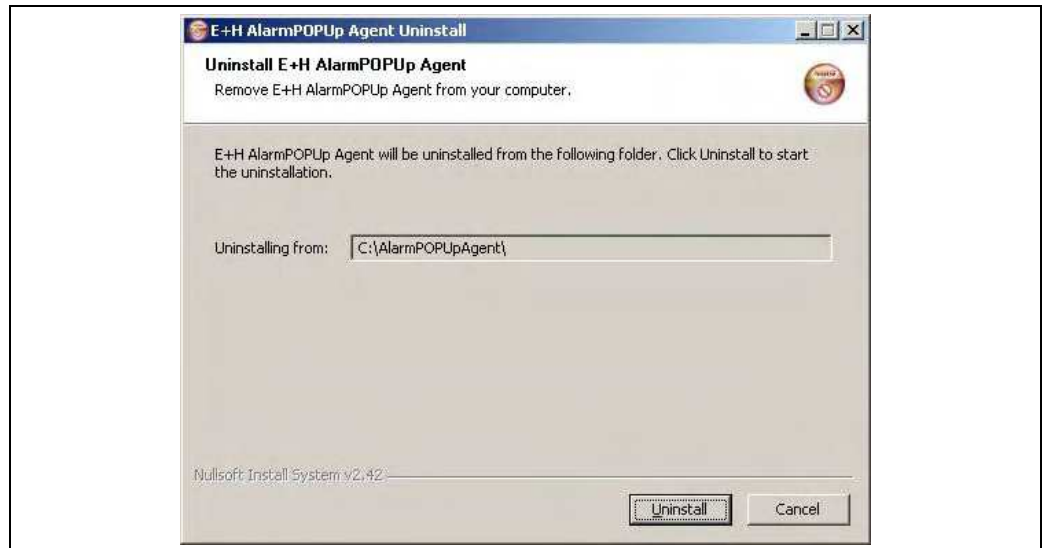 E+H AlarmPOPUp Agent Uninstall
Uninstall E+H AlarmPOPUp Agent
Remove E+H AlarmPOPUp Agent from your computer.
E+H AlarmPOPUp Agent will be uninstalled from the following folder. Click Uninstall to start
the uninstallation.
Uninstalling from: C:\AlarmPOPUpAgent\
Nullsoft Install System v2.42
Uninstall Cancel